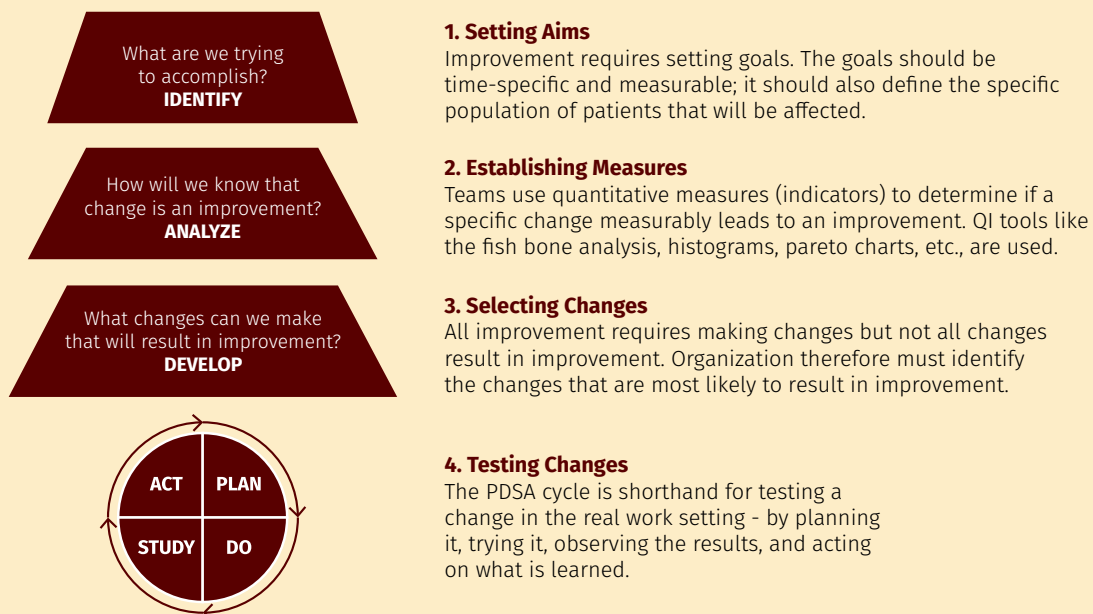 What are we trying
to accomplish?
IDENTIFY
1. Setting Aims
Improvement requires setting goals. The goals should be
time-specific and measurable; it should also define the specific
population of patients that will be affected.
How will we know that
change is an improvement?
ANALYZE
2. Establishing Measures
Teams use quantitative measures (indicators) to determine if a
specific change measurably leads to an improvement. QI tools like
the fish bone analysis, histograms, pareto charts, etc., are used.
What changes can we make
that will result in improvement?
DEVELOP
3. Selecting Changes
All improvement requires making changes but not all changes
result in improvement. Organization therefore must identify
the changes that are most likely to result in improvement.
ACT
PLAN
STUDY
DO
4. Testing Changes
The PDSA cycle is shorthand for testing a
change in the real work setting - by planning
it, trying it, observing the results, and acting
on what is learned.